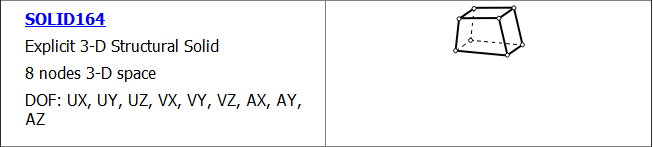 SOLID164
Explicit 3-D Structural Solid
8 nodes 3-D space
DOF: UX, UY, UZ, VX, VY, VZ, AX, AY,
AZ